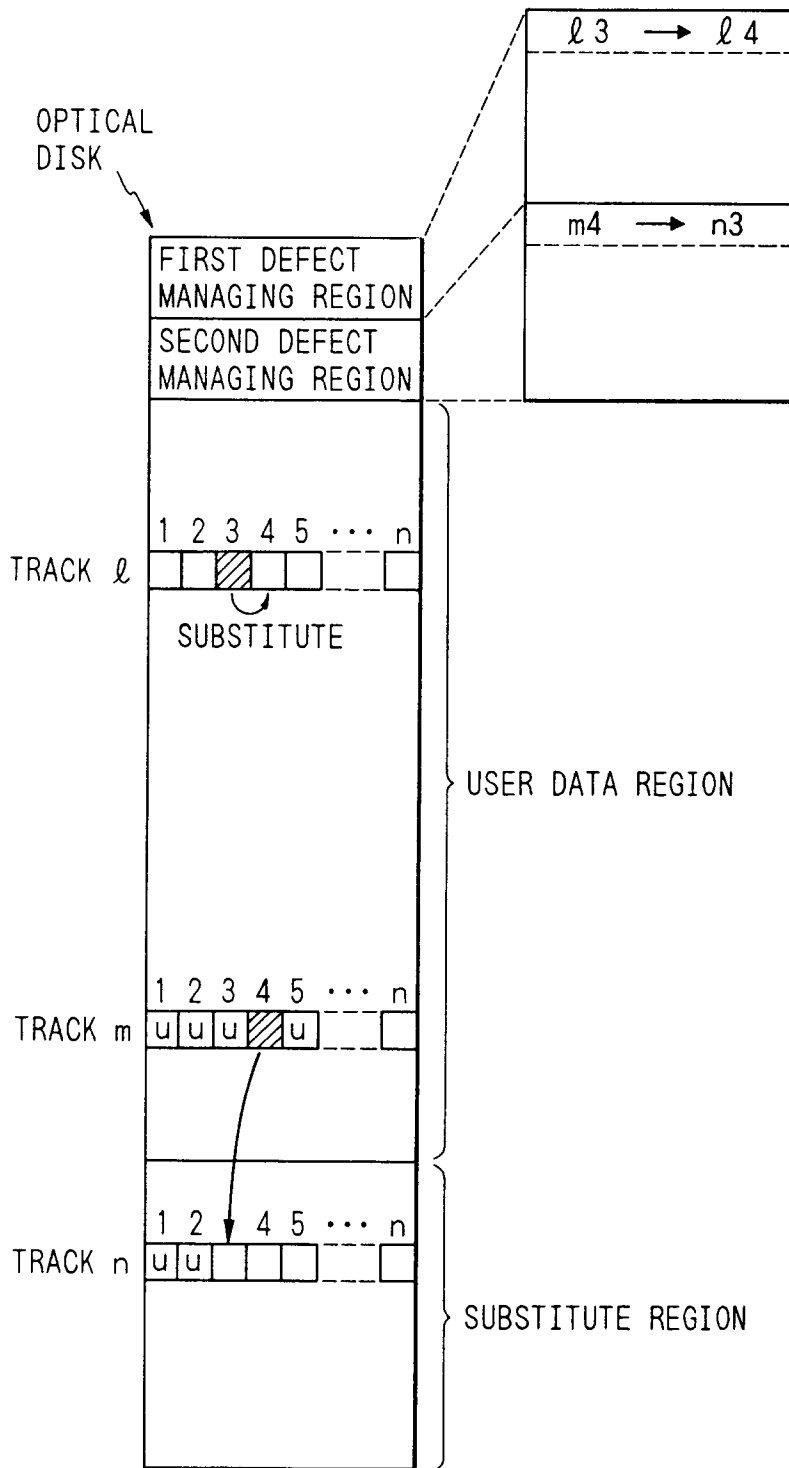 ℓ3 → ℓ4
OPTICAL
DISK
m4 → n3
FIRST DEFECT
MANAGING REGION
SECOND DEFECT
MANAGING REGION
1 2 3 4 5 ··· n
TRACK ℓ
SUBSTITUTE
USER DATA REGION
1 2 3 4 5 ··· n
TRACK m u u u u
1 2 4 5 ··· n
TRACK n u u
SUBSTITUTE REGION